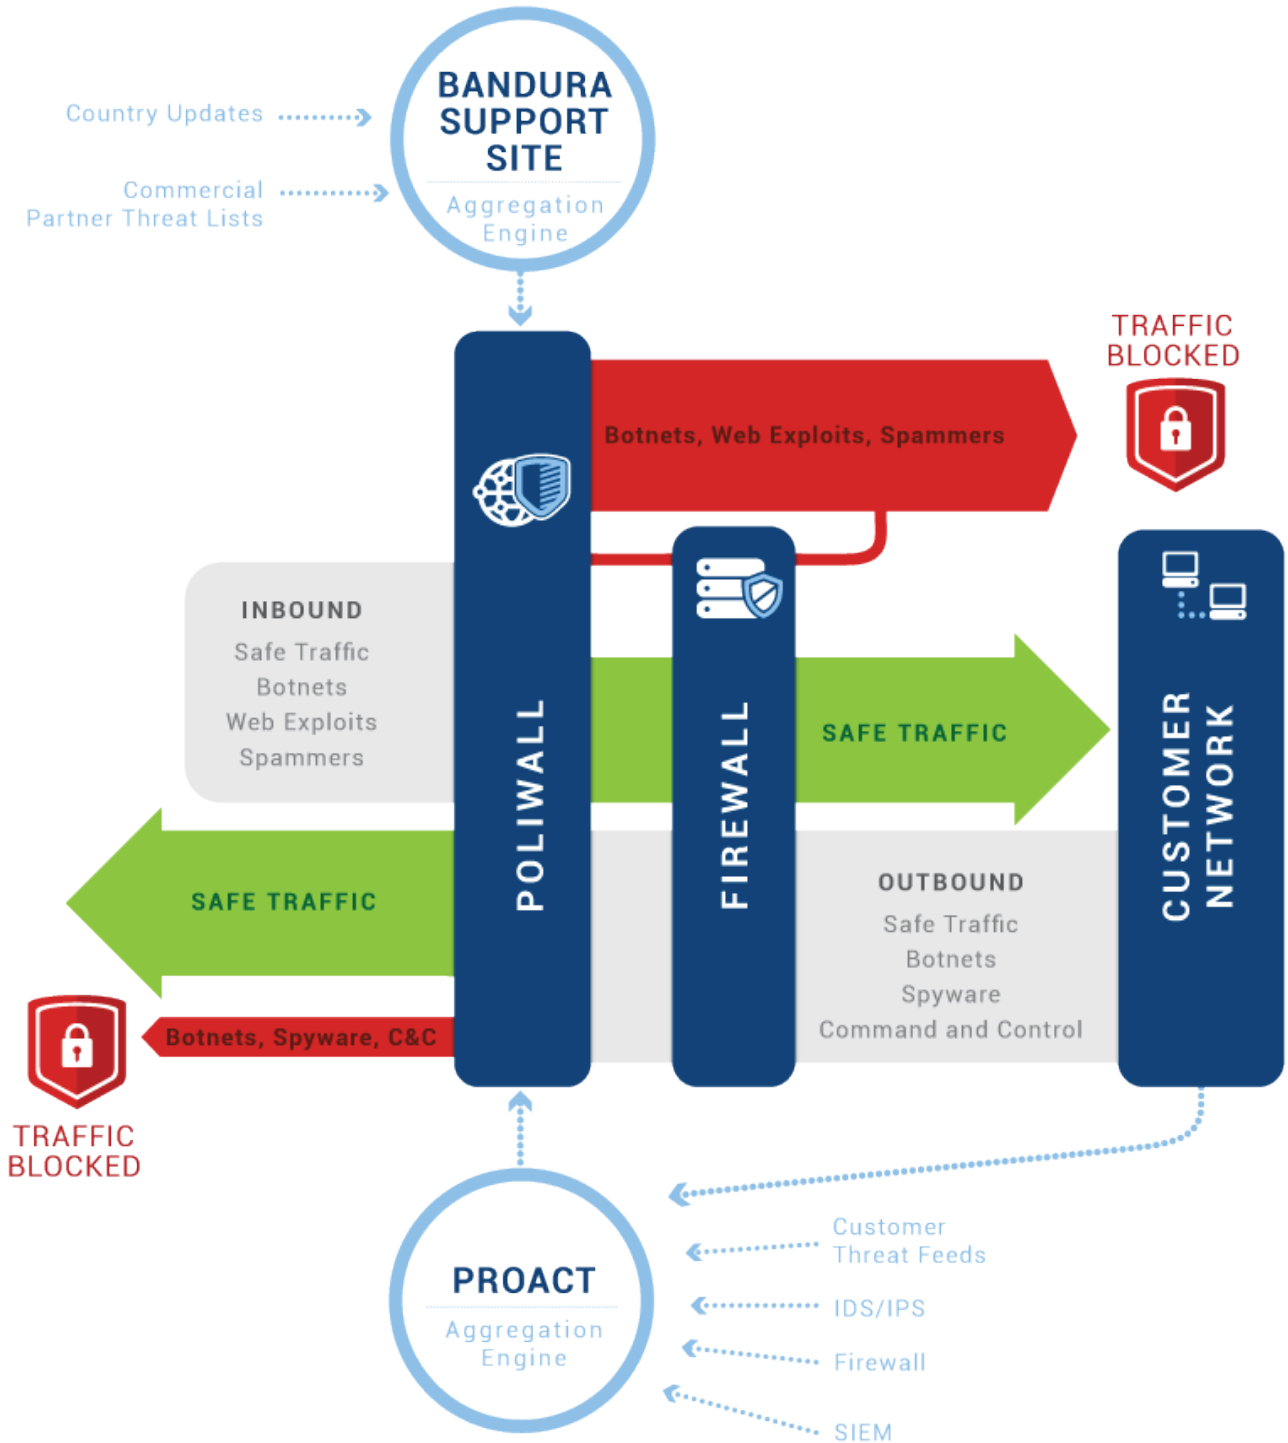 BANDURA
SUPPORT
SITE
Aggregation
Engine
Country Updates
Commercial
Partner Threat Lists
TRAFFIC
BLOCKED
Botnets, Web Exploits, Spammers
INBOUND
Safe Traffic
Botnets
Web Exploits
Spammers
POLIWALL
FIREWALL
SAFE TRAFFIC
CUSTOMER
NETWORK
SAFE TRAFFIC
OUTBOUND
Safe Traffic
Botnets
Spyware
Command and Control
Botnets, Spyware, C&C
TRAFFIC
BLOCKED
PROACT
Aggregation
Engine
Customer
Threat Feeds
IDS/IPS
Firewall
SIEM